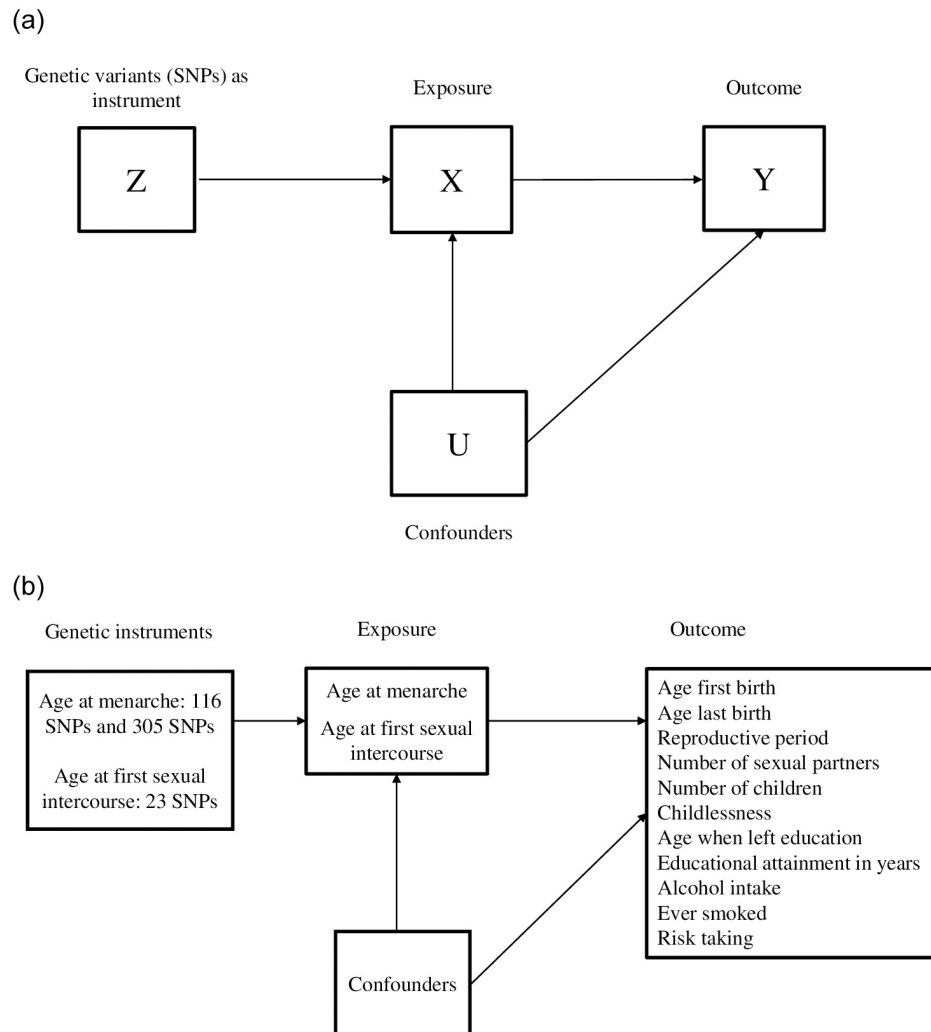 (a)
Genetic variants (SNPs) as
instrument
Exposure
Outcome
Z
X
Y
U
Confounders
(b)
Genetic instruments
Exposure
Outcome
Age at menarche: 116
SNPs and 305 SNPs
Age at first sexual
intercourse: 23 SNPs
Age at menarche
Age at first sexual
intercourse
Age first birth
Age last birth
Reproductive period
Number of sexual partners
Number of children
Childlessness
Age when left education
Educational attainment in years
Alcohol intake
Ever smoked
Risk taking
Confounders